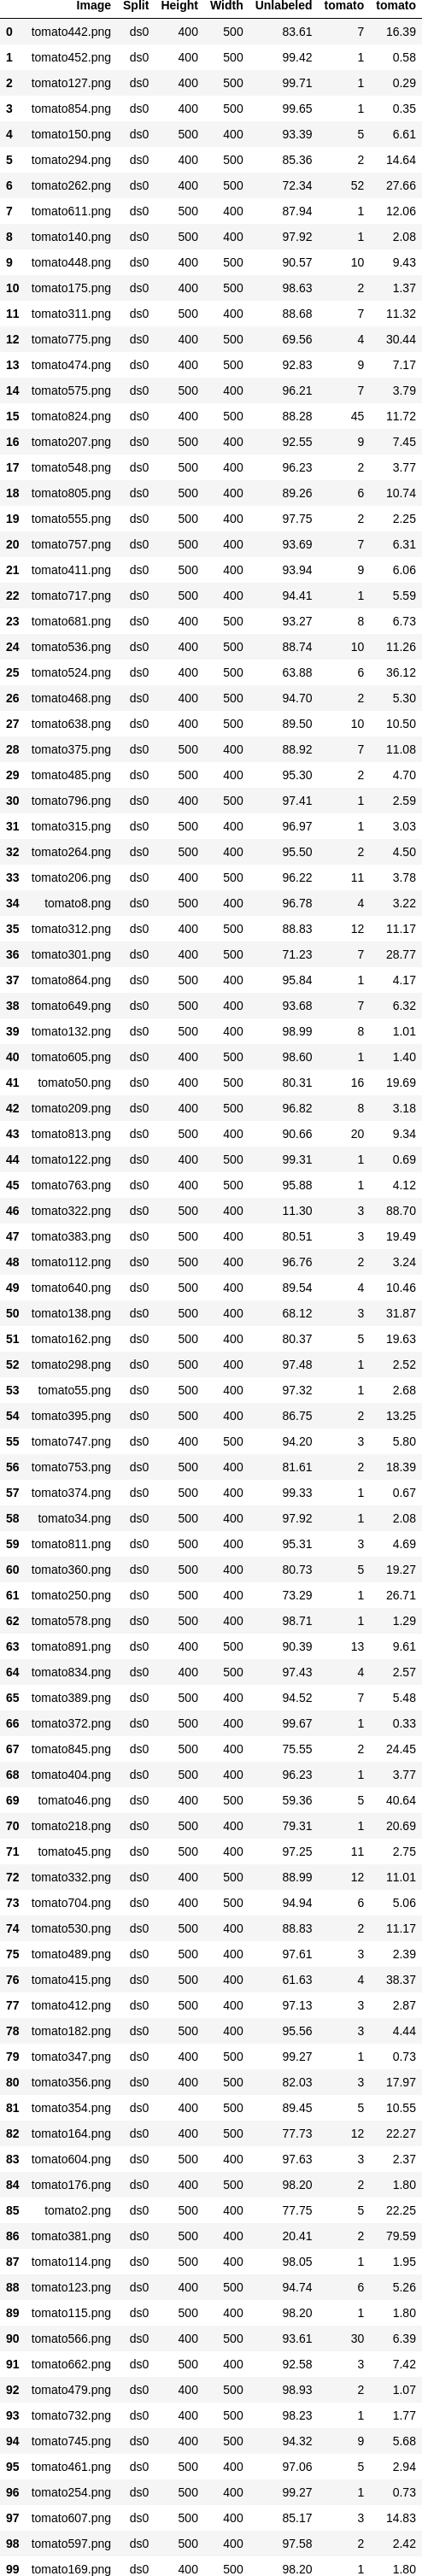 Image Split Height Width Unlabeled tomato tomato
0 tomato442.png ds0 400 500 83.61 7 16.39
1 tomato452.png ds0 400 500 99.42 1 0.58
2 tomato127.png ds0 400 500 99.71 1 0.29
3 tomato854.png ds0 400 500 99.65 1 0.35
4 tomato150.png ds0 500 400 93.39 5 6.61
5 tomato294.png ds0 400 500 85.36 2 14.64
6 tomato262.png ds0 400 500 72.34 52 27.66
7 tomato611.png ds0 500 400 87.94 1 12.06
8 tomato140.png ds0 500 400 97.92 1 2.08
9 tomato448.png ds0 400 500 90.57 10 9.43
10 tomato175.png ds0 400 500 98.63 2 1.37
11 tomato311.png ds0 500 400 88.68 7 11.32
12 tomato775.png ds0 400 500 69.56 4 30.44
13 tomato474.png ds0 400 500 92.83 9 7.17
14 tomato575.png ds0 500 400 96.21 7 3.79
15 tomato824.png ds0 400 500 88.28 45 11.72
16 tomato207.png ds0 500 400 92.55 9 7.45
17 tomato548.png ds0 500 400 96.23 2 3.77
18 tomato805.png ds0 500 400 89.26 6 10.74
19 tomato555.png ds0 500 400 97.75 2 2.25
20 tomato757.png ds0 500 400 93.69 7 6.31
21 tomato411.png ds0 500 400 93.94 9 6.06
22 tomato717.png ds0 500 400 94.41 1 5.59
23 tomato681.png ds0 500 400 93.27 8 6.73
24 tomato536.png ds0 400 500 88.74 10 11.26
25 tomato524.png ds0 500 400 63.88 6 36.12
26 tomato468.png ds0 400 500 94.70 2 5.30
27 tomato638.png ds0 400 500 89.50 10 10.50
28 tomato375.png ds0 500 400 88.92 7 11.08
29 tomato485.png ds0 500 400 95.30 2 4.70
30 tomato796.png ds0 400 500 97.41 1 2.59
31 tomato315.png ds0 500 400 96.97 1 3.03
32 tomato264.png ds0 400 500 95.50 2 4.50
33 tomato206.png ds0 500 400 96.22 11 3.78
34 tomato8.png ds0 500 400 96.78 4 3.22
35 tomato312.png ds0 400 500 88.83 12 11.17
36 tomato301.png ds0 400 500 71.23 7 28.77
37 tomato864.png ds0 500 400 95.84 1 4.17
38 tomato649.png ds0 500 400 93.68 7 6.32
39 tomato132.png ds0 400 500 98.99 8 1.01
40 tomato605.png ds0 400 500 98.60 1 1.40
41 tomato50.png ds0 400 500 80.31 16 19.69
42 tomato209.png ds0 400 500 96.82 8 3.18
43 tomato813.png ds0 500 400 90.66 20 9.34
44 tomato122.png ds0 400 500 99.31 1 0.69
45 tomato763.png ds0 400 500 95.88 1 4.12
46 tomato322.png ds0 500 400 11.30 3 88.70
47 tomato383.png ds0 500 400 80.51 3 19.49
48 tomato112.png ds0 500 400 96.76 2 3.24
49 tomato640.png ds0 500 400 89.54 4 10.46
50 tomato138.png ds0 500 400 68.12 3 31.87
51 tomato162.png ds0 500 400 80.37 5 19.63
52 tomato298.png ds0 500 400 97.48 1 2.52
53 tomato55.png ds0 500 400 97.32 1 2.68
54 tomato395.png ds0 500 400 86.75 2 13.25
55 tomato747.png ds0 400 500 94.20 3 5.80
56 tomato753.png ds0 500 400 81.61 2 18.39
57 tomato374.png ds0 500 400 99.33 1 0.67
58 tomato34.png ds0 500 400 97.92 1 2.08
59 tomato811.png ds0 500 400 95.31 3 4.69
60 tomato360.png ds0 500 400 80.73 5 19.27
61 tomato250.png ds0 500 400 73.29 1 26.71
62 tomato578.png ds0 500 400 98.71 1 1.29
63 tomato891.png ds0 400 500 90.39 13 9.61
64 tomato834.png ds0 400 500 97.43 4 2.57
65 tomato389.png ds0 500 400 94.52 7 5.48
66 tomato372.png ds0 500 400 99.67 1 0.33
67 tomato845.png ds0 500 400 75.55 2 24.45
68 tomato404.png ds0 500 400 96.23 1 3.77
69 tomato46.png ds0 400 500 59.36 5 40.64
70 tomato218.png ds0 500 400 79.31 1 20.69
71 tomato45.png ds0 500 400 97.25 11 2.75
72 tomato332.png ds0 400 500 88.99 12 11.01
73 tomato704.png ds0 400 500 94.94 6 5.06
74 tomato530.png ds0 500 400 88.83 2 11.17
75 tomato489.png ds0 500 400 97.61 3 2.39
76 tomato415.png ds0 500 400 61.63 4 38.37
77 tomato412.png ds0 500 400 97.13 3 2.87
78 tomato182.png ds0 500 400 95.56 3 4.44
79 tomato347.png ds0 400 500 99.27 1 0.73
80 tomato356.png ds0 400 500 82.03 3 17.97
81 tomato354.png ds0 500 400 89.45 5 10.55
82 tomato164.png ds0 400 500 77.73 12 22.27
83 tomato604.png ds0 500 400 97.63 3 2.37
84 tomato176.png ds0 400 500 98.20 2 1.80
85 tomato2.png ds0 500 400 77.75 5 22.25
86 tomato381.png ds0 500 400 20.41 2 79.59
87 tomato114.png ds0 500 400 98.05 1 1.95
88 tomato123.png ds0 400 500 94.74 6 5.26
89 tomato115.png ds0 500 400 98.20 1 1.80
90 tomato566.png ds0 400 500 93.61 30 6.39
91 tomato662.png ds0 500 400 92.58 3 7.42
92 tomato479.png ds0 400 500 98.93 2 1.07
93 tomato732.png ds0 400 500 98.23 1 1.77
94 tomato745.png ds0 400 500 94.32 9 5.68
95 tomato461.png ds0 500 400 97.06 5 2.94
96 tomato254.png ds0 400 500 99.27 1 0.73
97 tomato607.png ds0 500 400 85.17 3 14.83
98 tomato597.png ds0 400 500 97.58 2 2.42
99 tomato169.png ds0 400 500 98.20 1 1.80